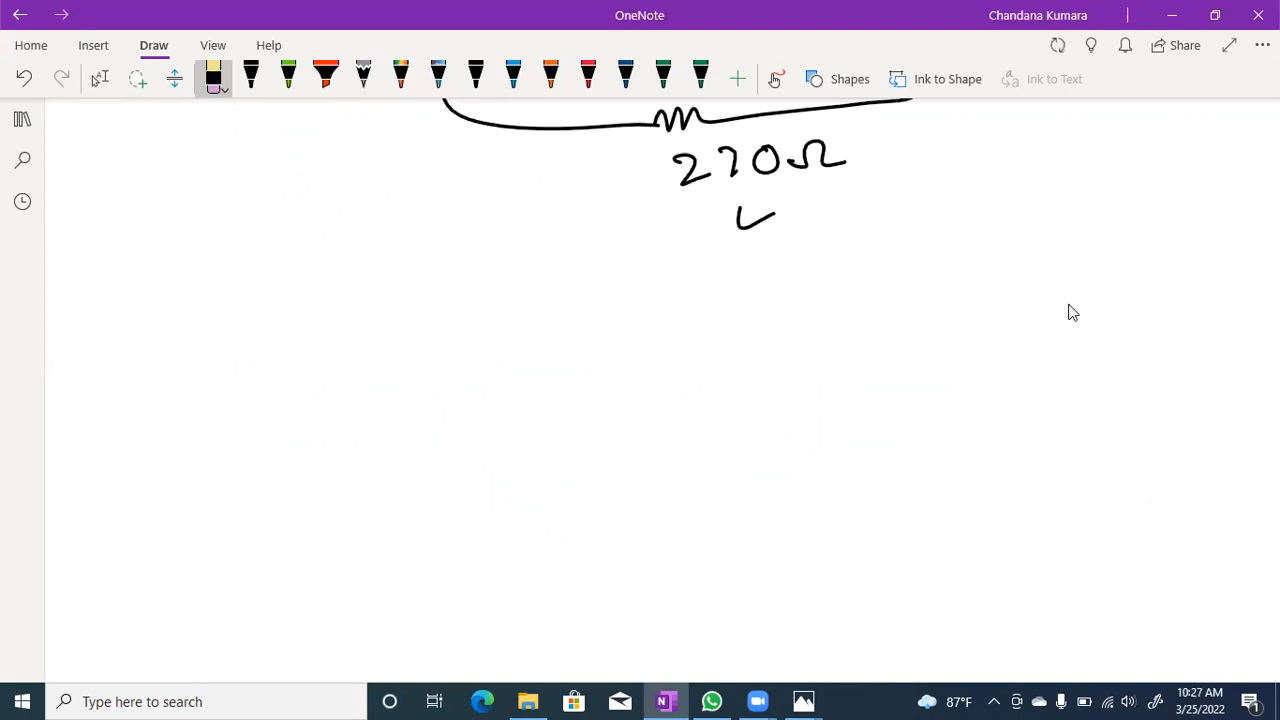 OneNote
Chandana Kumara
Home Insert Draw View Help
Share
Shapes Ink to Shape Ink to Text
270Ω
Type here to search
N
87°F
10:27 AM
3/25/2022
1